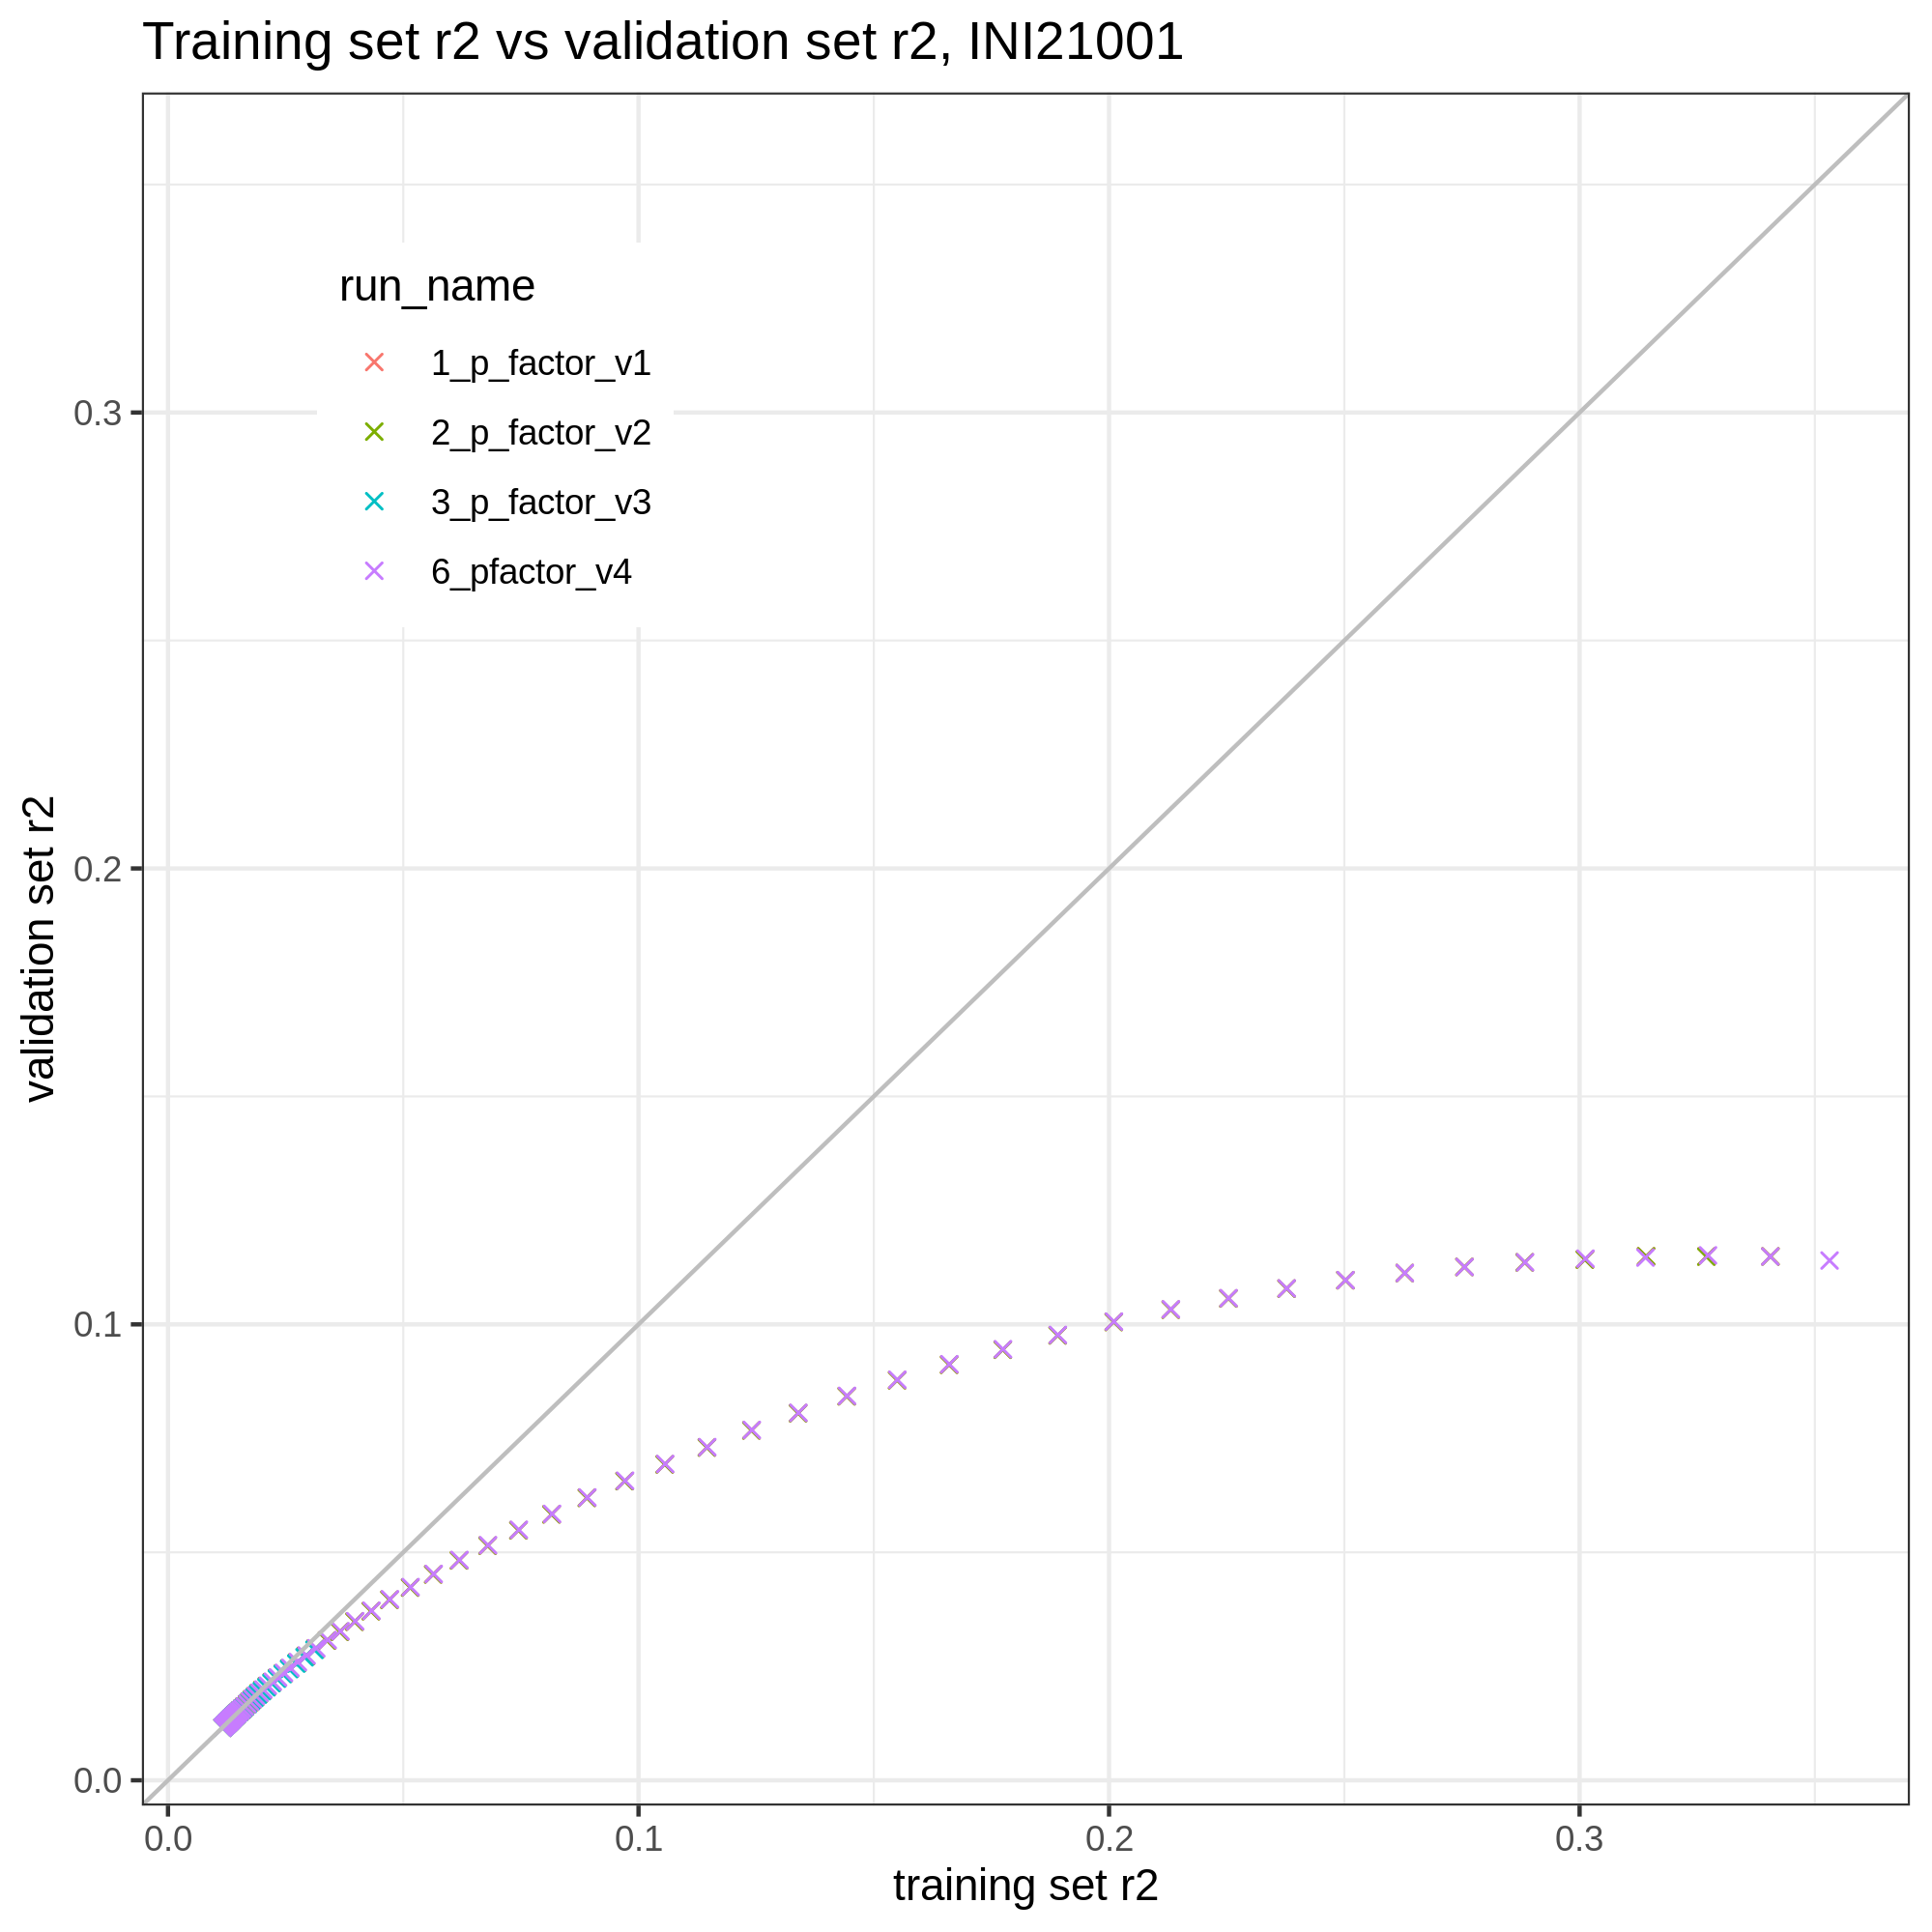 Training set r2 vs validation set r2, INI21001
run_name
1_p_factor_v1
2_p_factor_v2
3_p_factor_v3
6_pfactor_v4
validation set r2
0.3
0.2
0.1
0.0
0.0 0.1 0.2 0.3
training set r2